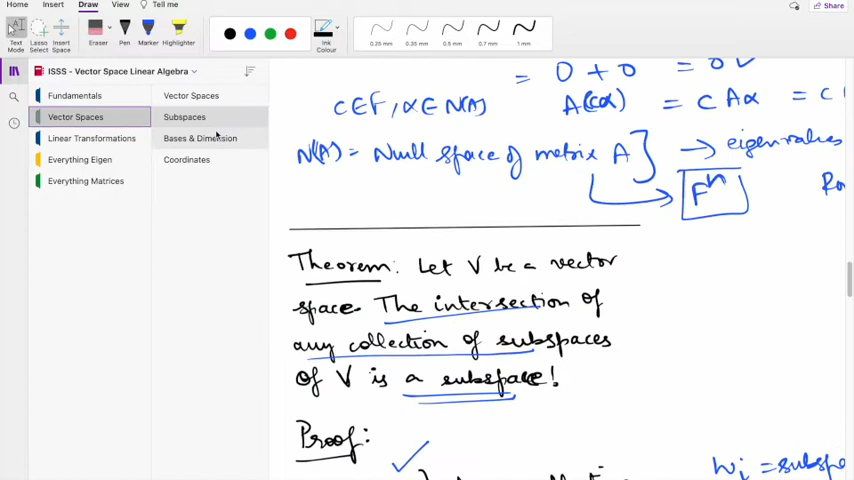 Home Insert Draw View Tell me
Share
Text Mode
Lasso Select
Insert Space
Eraser Pen Marker Highlighter
Ink Colour
0.25 mm 0.35 mm 0.5 mm 0.7 mm 1 mm
ISSS - Vector Space Linear Algebra
Fundamentals
Vector Spaces
Linear Transformations
Everything Eigen
Everything Matrices
Vector Spaces
Subspaces
Bases & Dimension
Coordinates
= 0 + 0 = 0 ✓
c∈F, α∈N(A) A(cα) = c Aα = c
N(A) = Null space of matrix A } → eigenvalues
Fⁿ
Theorem: Let V be a vector
space. The intersection of
any collection of subspaces
of V is a subspace!
Proof:
✓
Wi = subspa